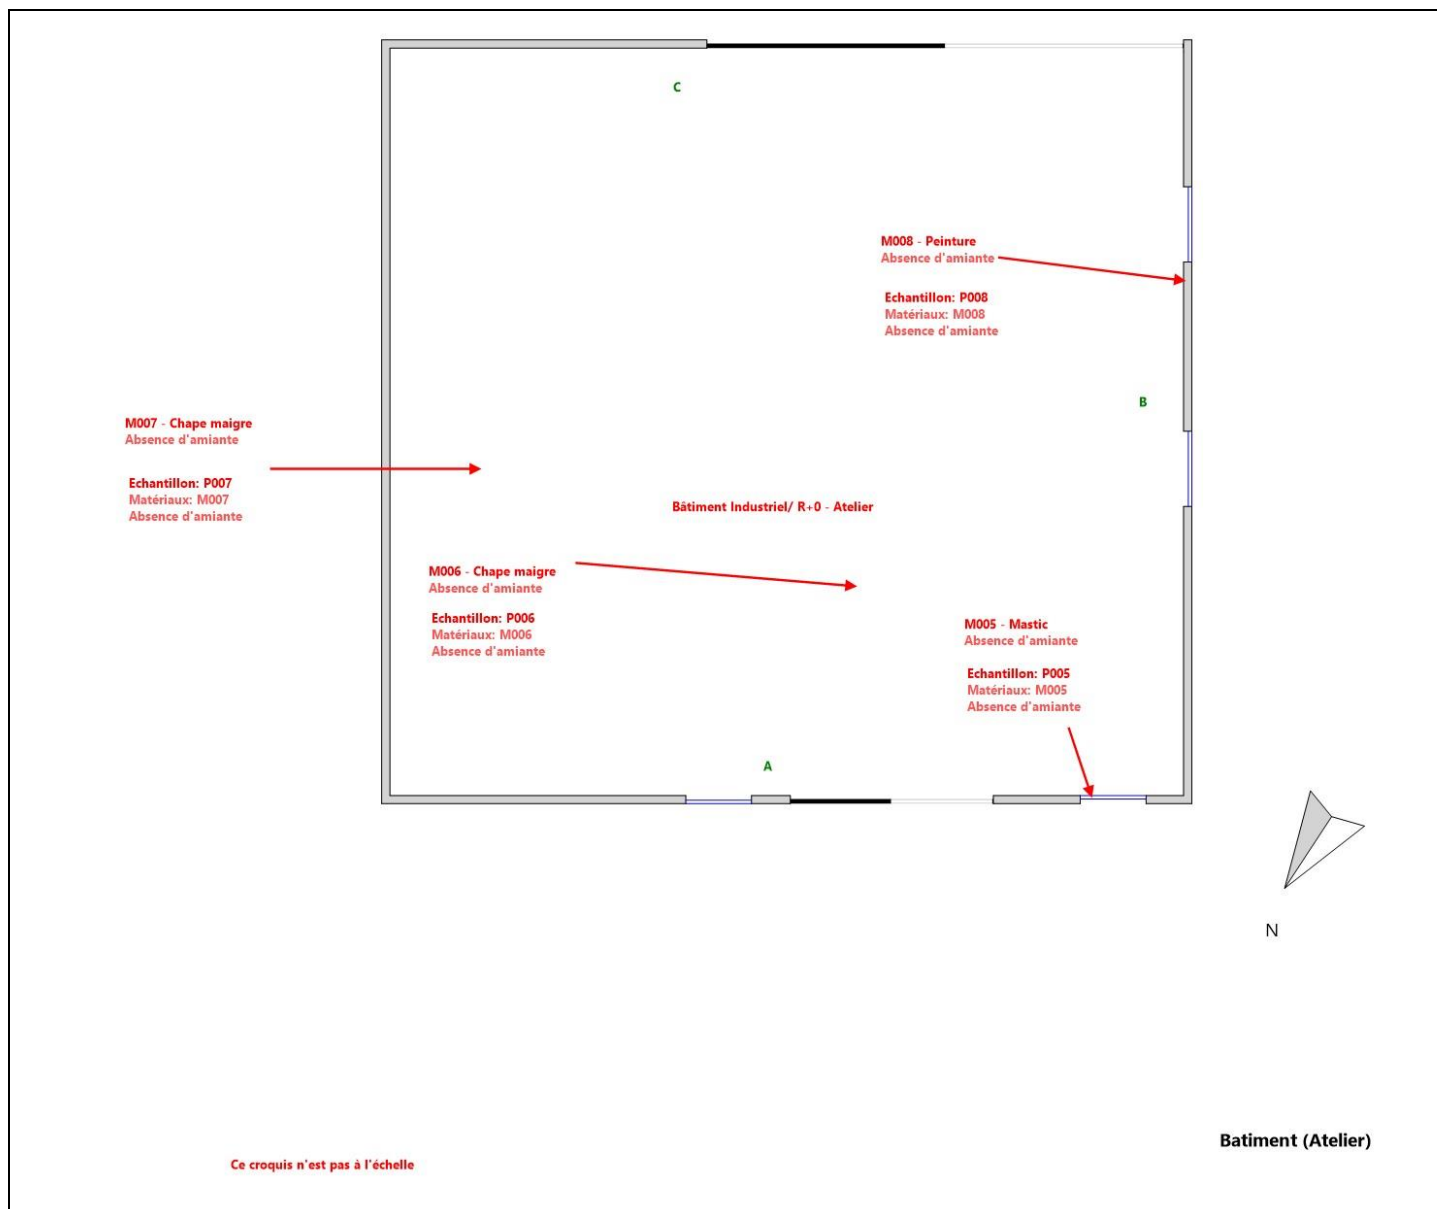 C
M008 - Peinture
Absence d'amiante
Echantillon: P008
Matériaux: M008
Absence d'amiante
B
M007 - Chape maigre
Absence d'amiante
Echantillon: P007
Matériaux: M007
Absence d'amiante
Bâtiment Industriel/ R+0 - Atelier
M006 - Chape maigre
Absence d'amiante
Echantillon: P006
Matériaux: M006
Absence d'amiante
M005 - Mastic
Absence d'amiante
Echantillon: P005
Matériaux: M005
Absence d'amiante
A
N
Batiment (Atelier)
Ce croquis n'est pas à l'échelle